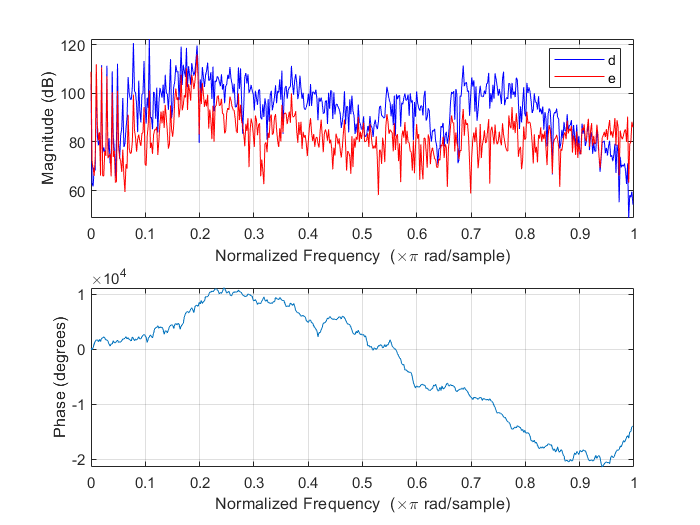 120
100
80
60
Magnitude (dB)
d
e
0 0.1 0.2 0.3 0.4 0.5 0.6 0.7 0.8 0.9 1
Normalized Frequency (×π rad/sample)
×10⁴
1
0
-1
-2
Phase (degrees)
0 0.1 0.2 0.3 0.4 0.5 0.6 0.7 0.8 0.9 1
Normalized Frequency (×π rad/sample)